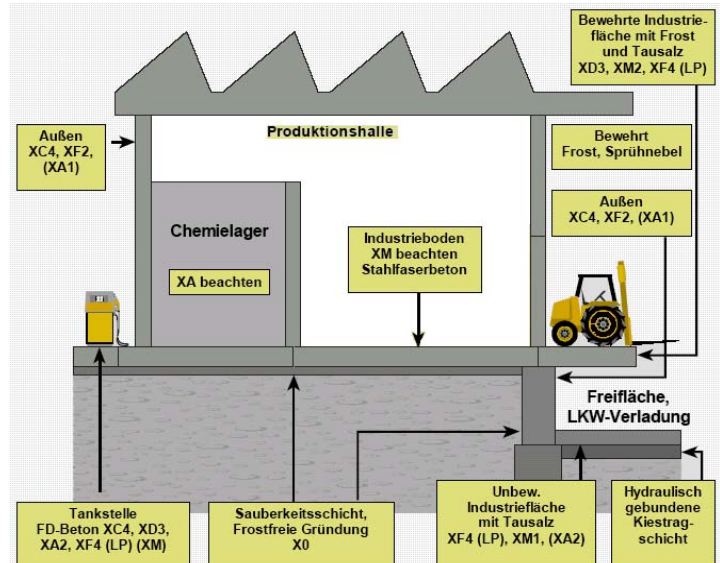 Bewehrte Industrie-
fläche mit Frost
und Tausalz
XD3, XM2, XF4 (LP)
Produktionshalle
Außen
XC4, XF2,
(XA1)
Bewehrt
Frost, Sprühnebel
Außen
XC4, XF2, (XA1)
Chemielager
XA beachten
Industrieboden
XM beachten
Stahlfaserbeton
Freifläche,
LKW-Verladung
Tankstelle
FD-Beton XC4, XD3,
XA2, XF4 (LP) (XM)
Sauberkeitsschicht,
Frostfreie Gründung
X0
Unbew.
Industriefläche
mit Tausalz
XF4 (LP), XM1, (XA2)
Hydraulisch
gebundene
Kiestrag-
schicht